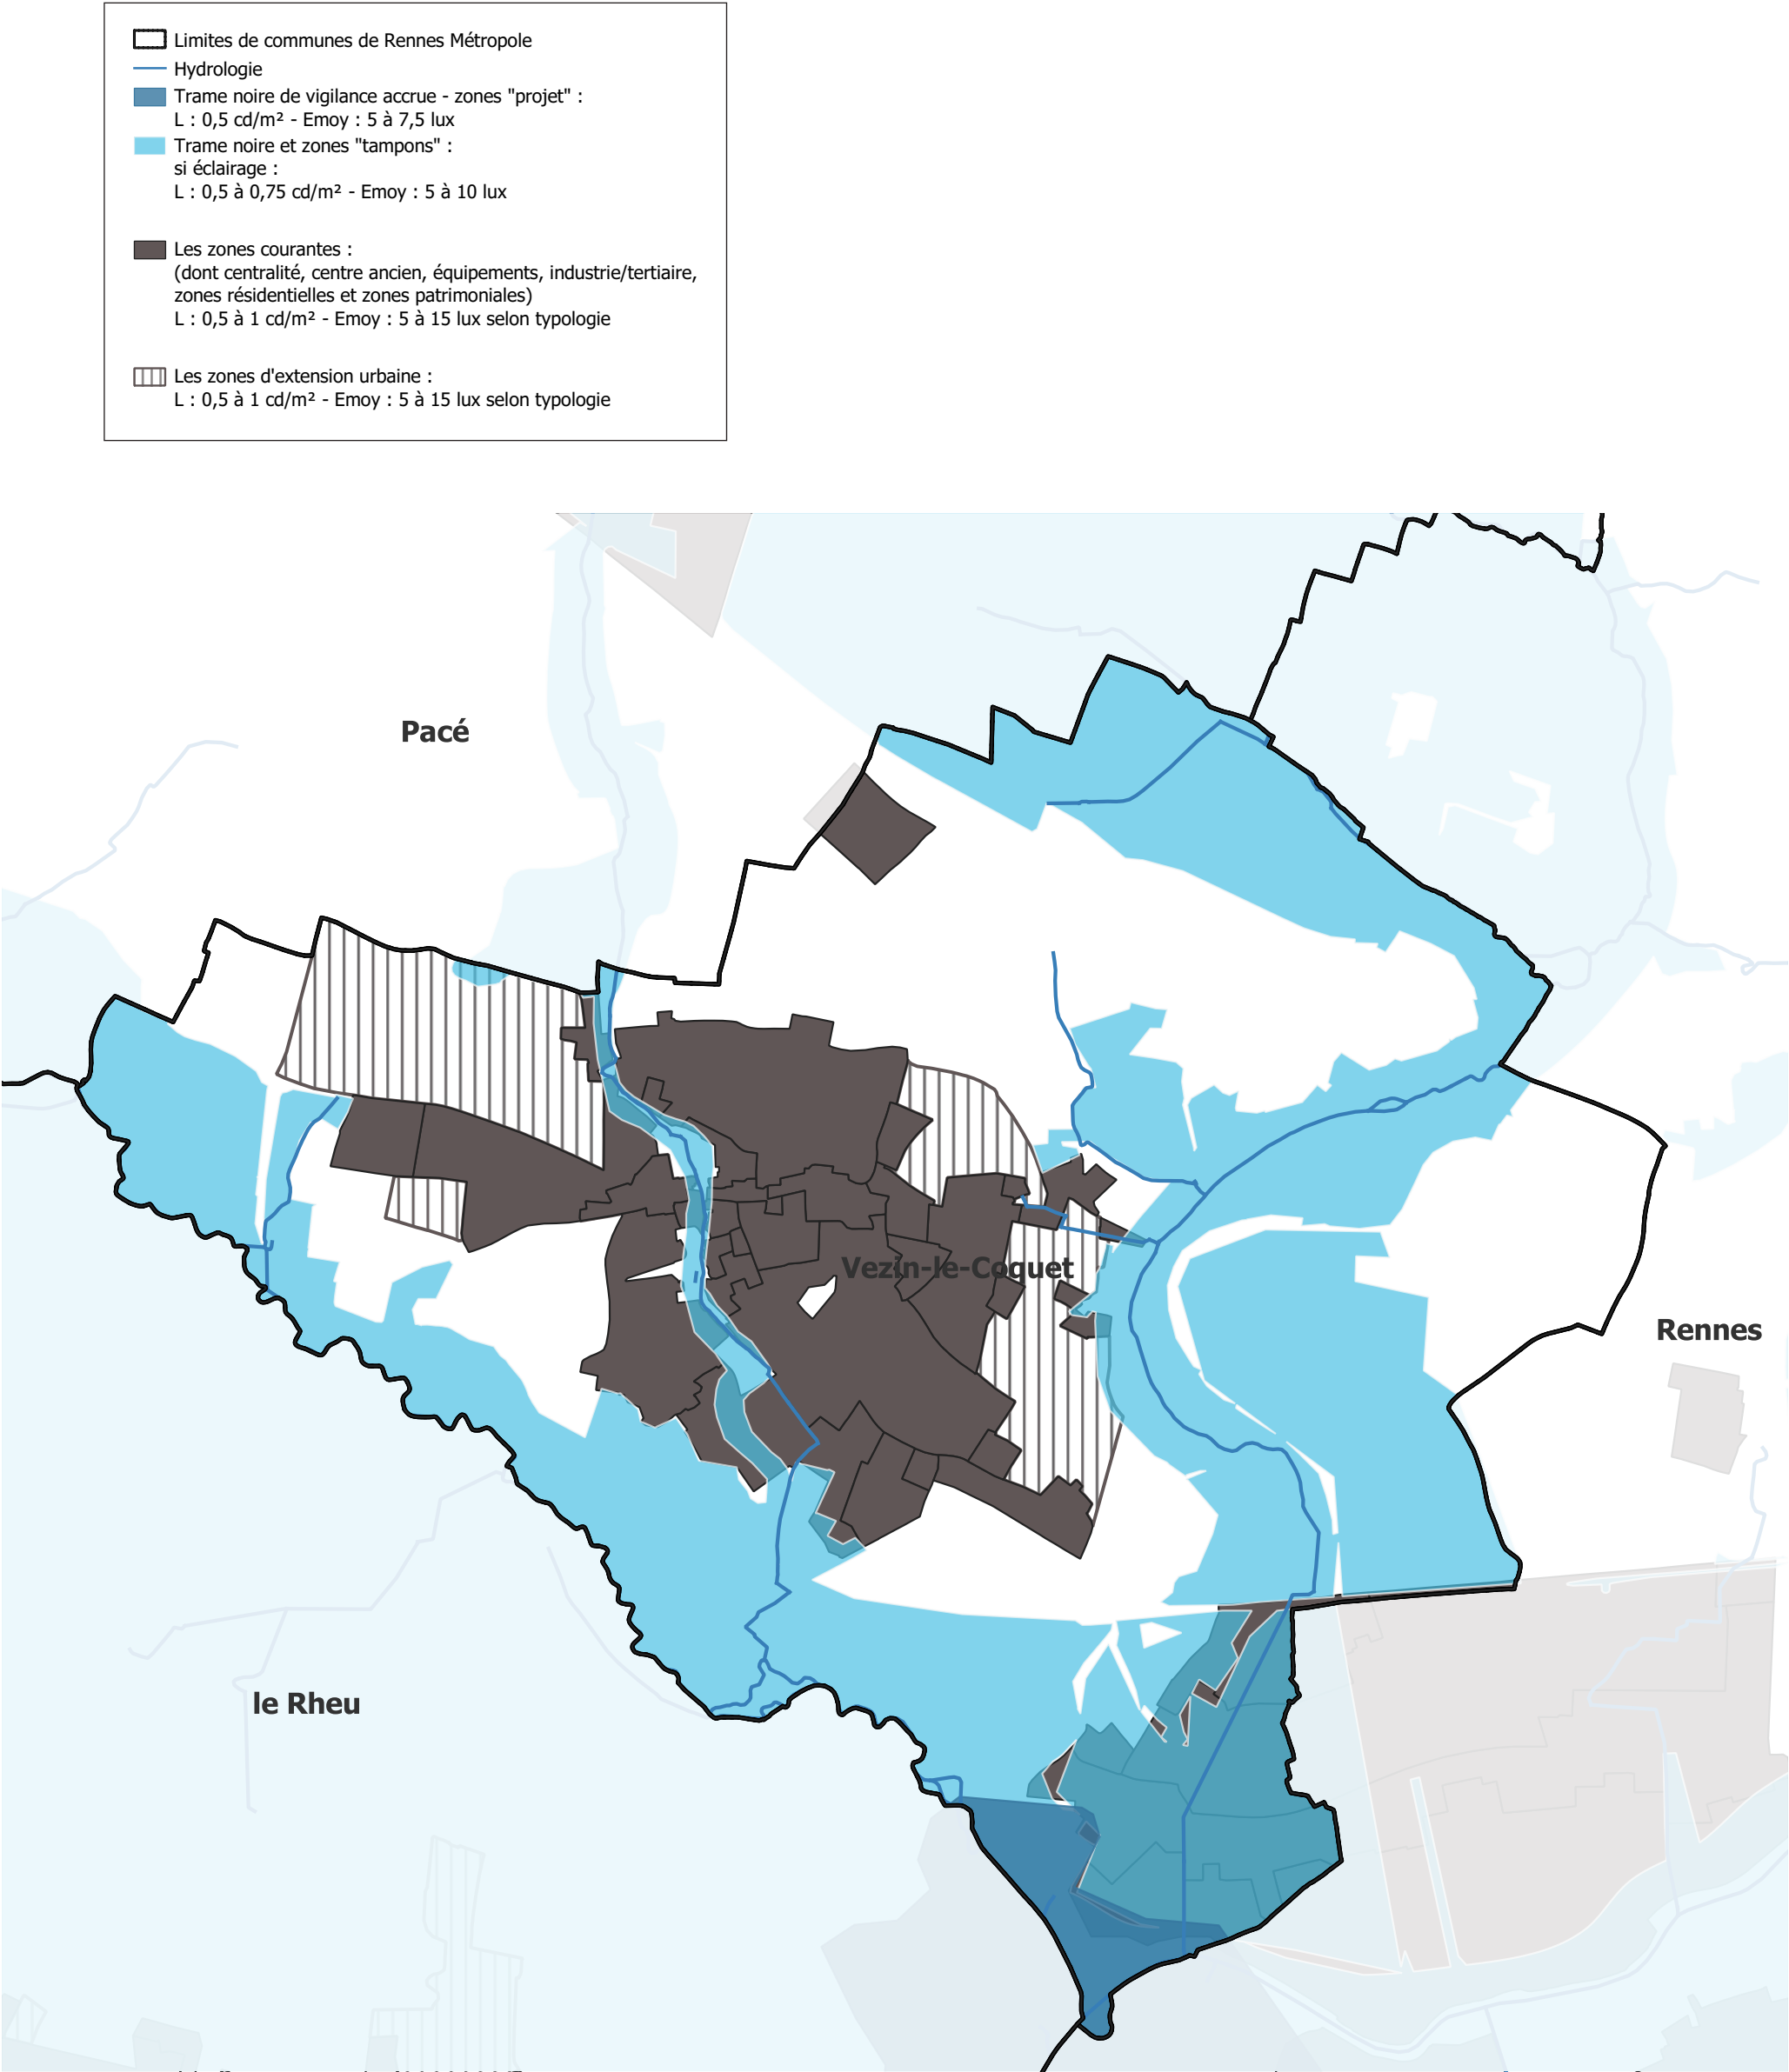 Limites de communes de Rennes Métropole
Hydrologie
Trame noire de vigilance accrue - zones "projet" :
L : 0,5 cd/m² - Emoy : 5 à 7,5 lux
Trame noire et zones "tampons" :
si éclairage :
L : 0,5 à 0,75 cd/m² - Emoy : 5 à 10 lux
Les zones courantes :
(dont centralité, centre ancien, équipements, industrie/tertiaire,
zones résidentielles et zones patrimoniales)
L : 0,5 à 1 cd/m² - Emoy : 5 à 15 lux selon typologie
Les zones d'extension urbaine :
L : 0,5 à 1 cd/m² - Emoy : 5 à 15 lux selon typologie
Pacé
Vezin-le-Coquet
Rennes
le Rheu